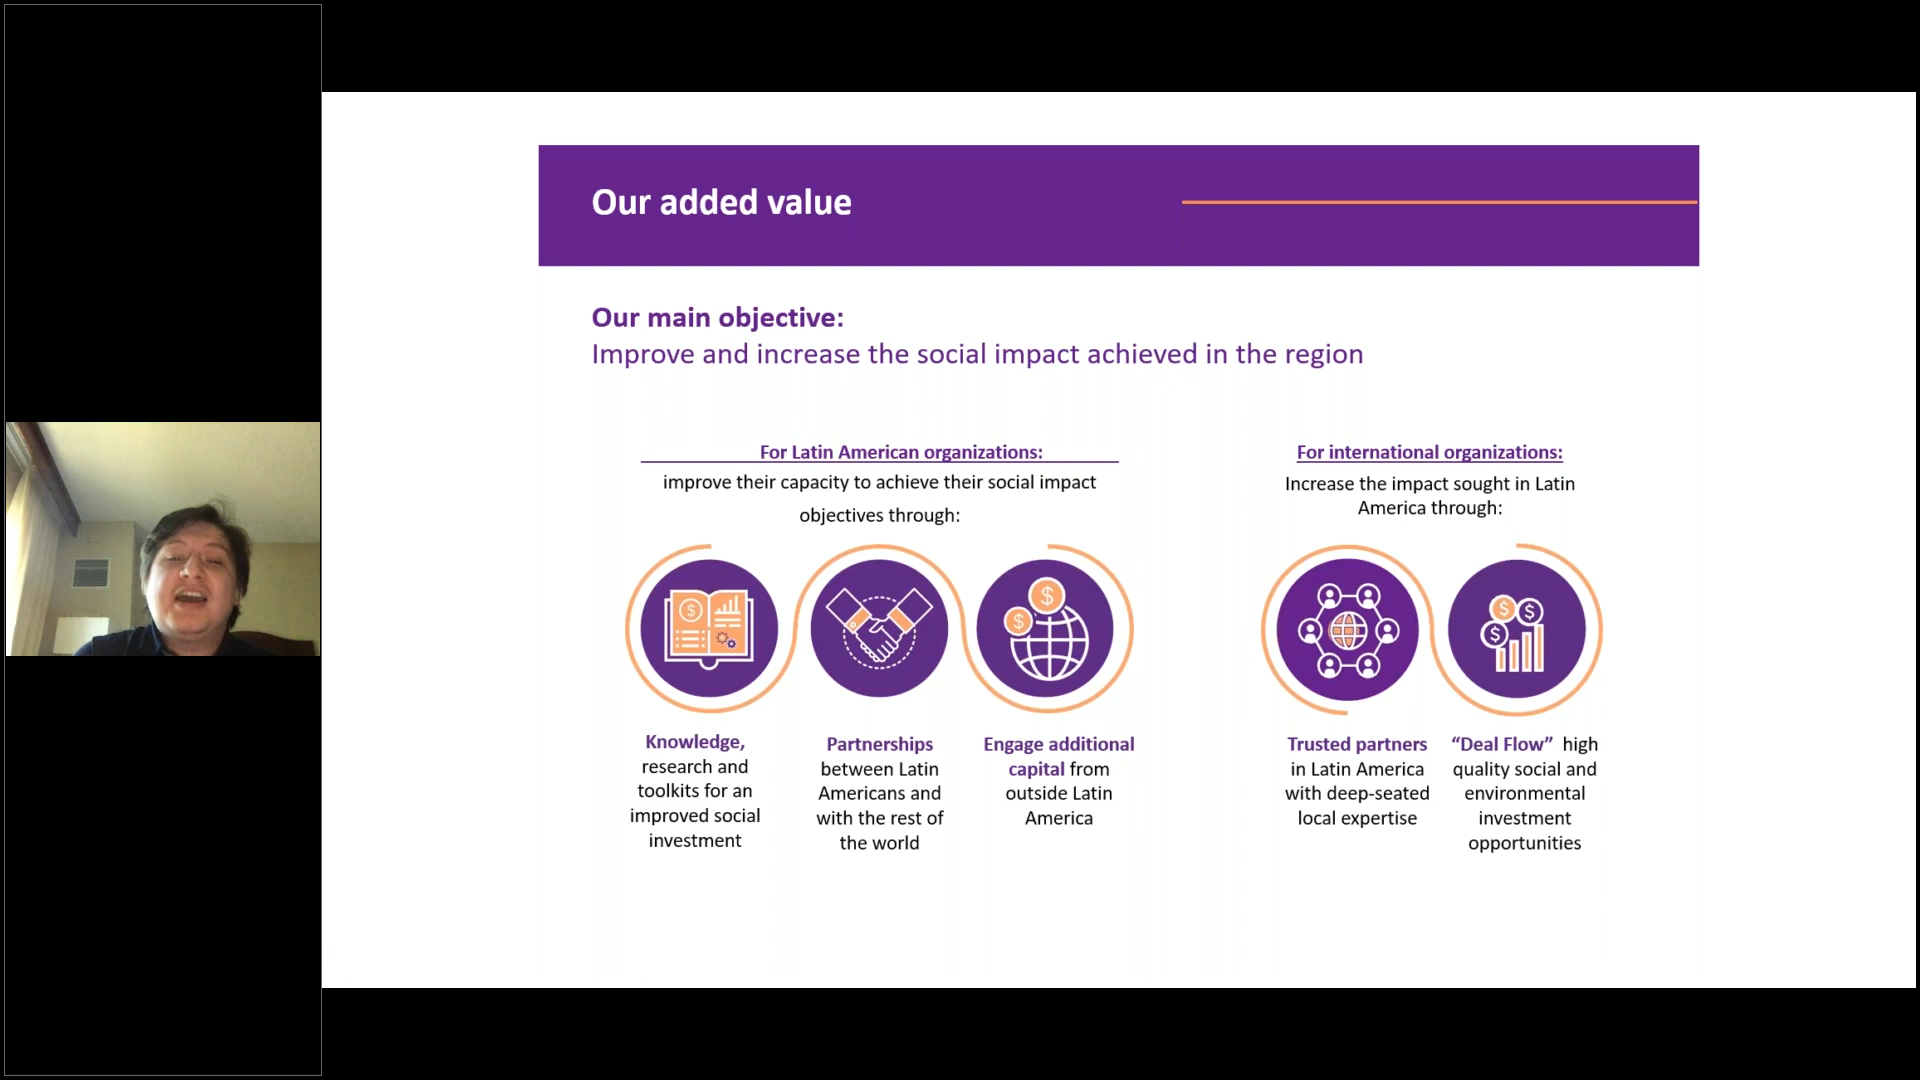 Our added value
Our main objective:
Improve and increase the social impact achieved in the region
For Latin American organizations:
improve their capacity to achieve their social impact
objectives through:
Knowledge,
research and
toolkits for an
improved social
investment
Partnerships
between Latin
Americans and
with the rest of
the world
Engage additional
capital from
outside Latin
America
For international organizations:
Increase the impact sought in Latin
America through:
Trusted partners
in Latin America
with deep-seated
local expertise
“Deal Flow” high
quality social and
environmental
investment
opportunities